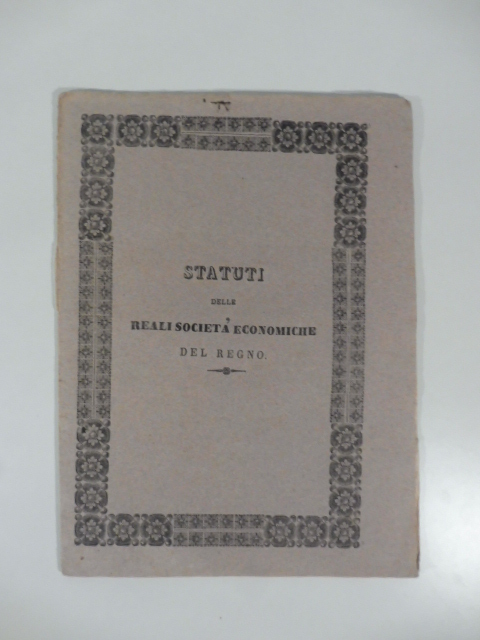 STATUTI
DELLE
REALI SOCIETÀ ECONOMICHE
DEL REGNO.